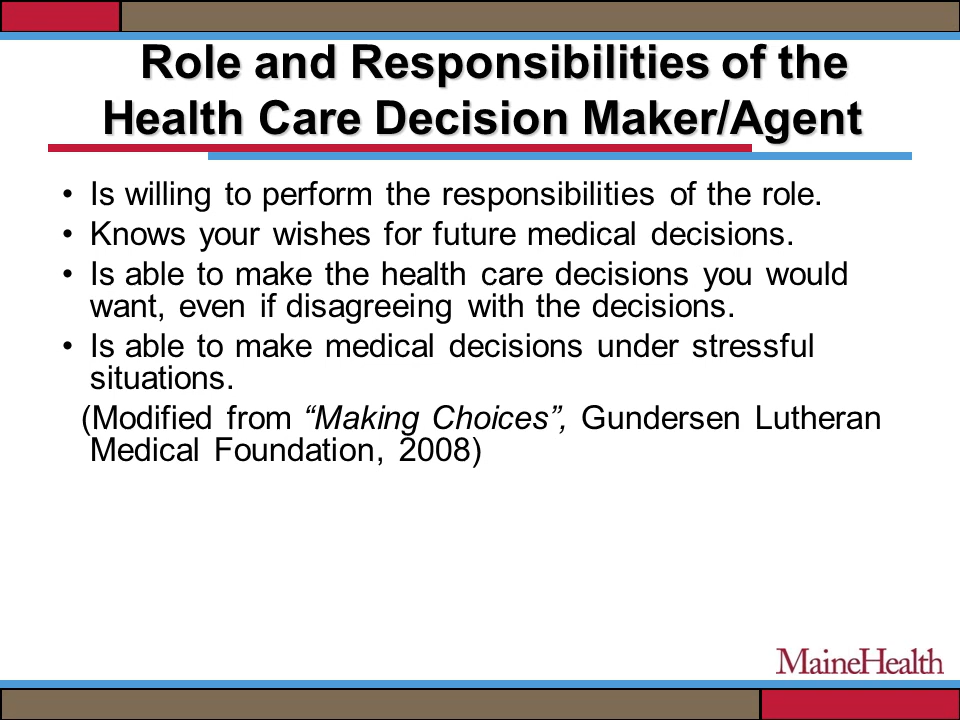 Role and Responsibilities of the
Health Care Decision Maker/Agent
• Is willing to perform the responsibilities of the role.
• Knows your wishes for future medical decisions.
• Is able to make the health care decisions you would
want, even if disagreeing with the decisions.
• Is able to make medical decisions under stressful
situations.
(Modified from “Making Choices”, Gundersen Lutheran
Medical Foundation, 2008)
MaineHealth